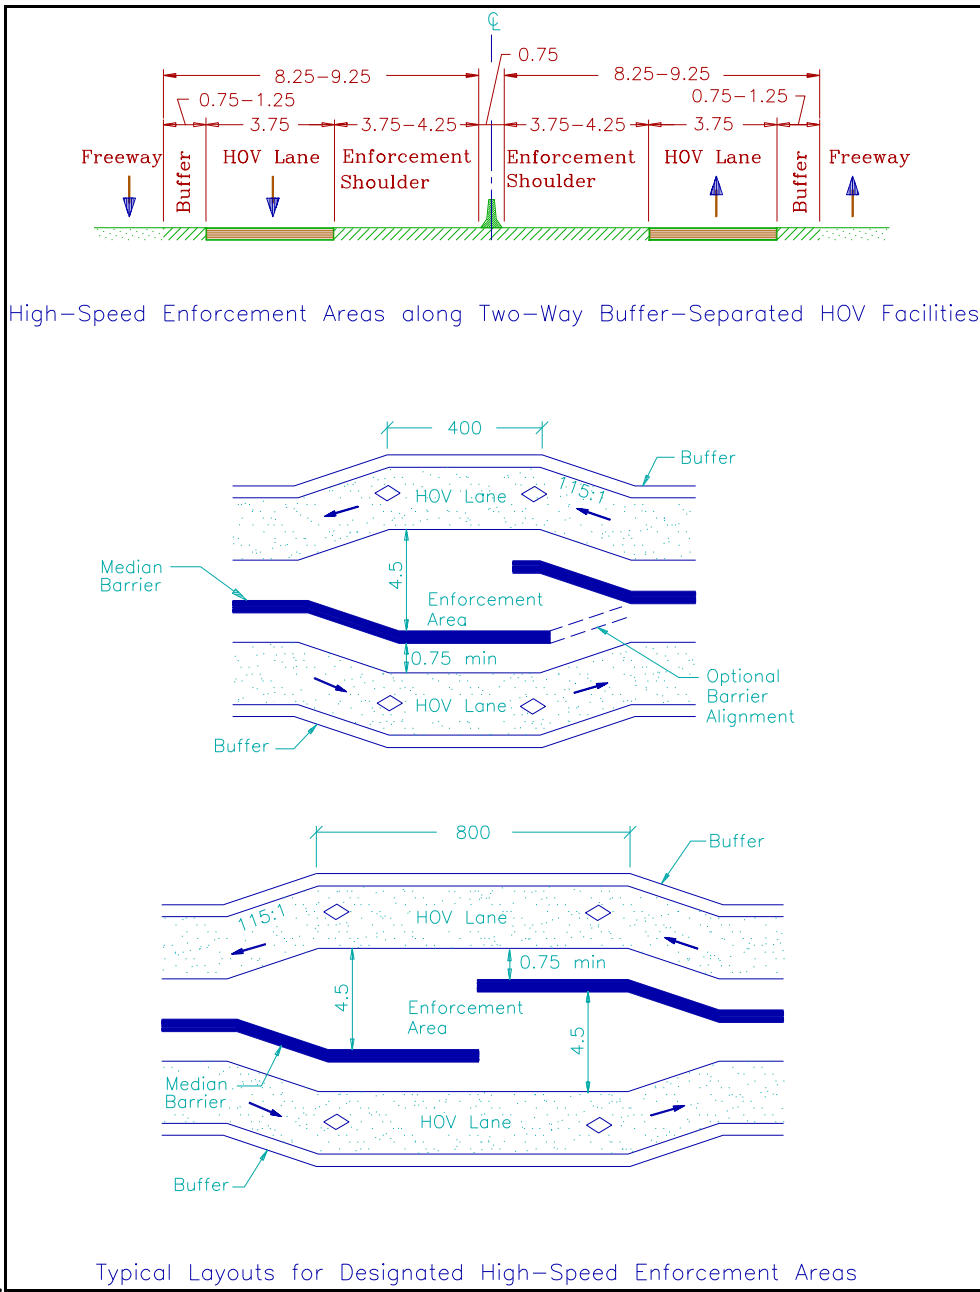 ℄
0.75
8.25-9.25 8.25-9.25
0.75-1.25 0.75-1.25
3.75 3.75-4.25 3.75-4.25 3.75
Freeway Buffer HOV Lane Enforcement Enforcement HOV Lane Buffer Freeway
Shoulder Shoulder
High-Speed Enforcement Areas along Two-Way Buffer-Separated HOV Facilities
400
Buffer
HOV Lane 115:1
Median
Barrier
4.5
Enforcement
Area
0.75 min
Optional
Barrier
Alignment
HOV Lane
Buffer
800
Buffer
115:1 HOV Lane
0.75 min
4.5
Enforcement
Area
4.5
Median
Barrier
HOV Lane
Buffer
Typical Layouts for Designated High-Speed Enforcement Areas